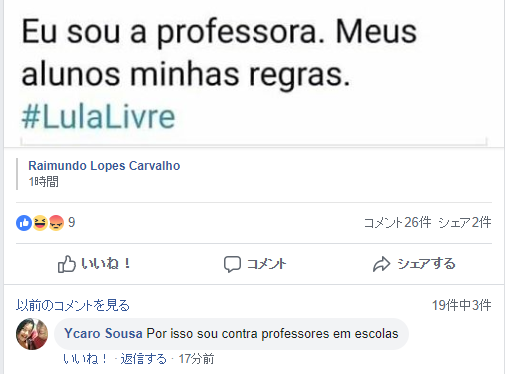 Eu sou a professora. Meus
alunos minhas regras.
#LulaLivre
Raimundo Lopes Carvalho
1時間
9
コメント26件 シェア2件
いいね！ コメント シェアする
以前のコメントを見る 19件中3件
Ycaro Sousa Por isso sou contra professores em escolas
いいね！ · 返信する · 17分前